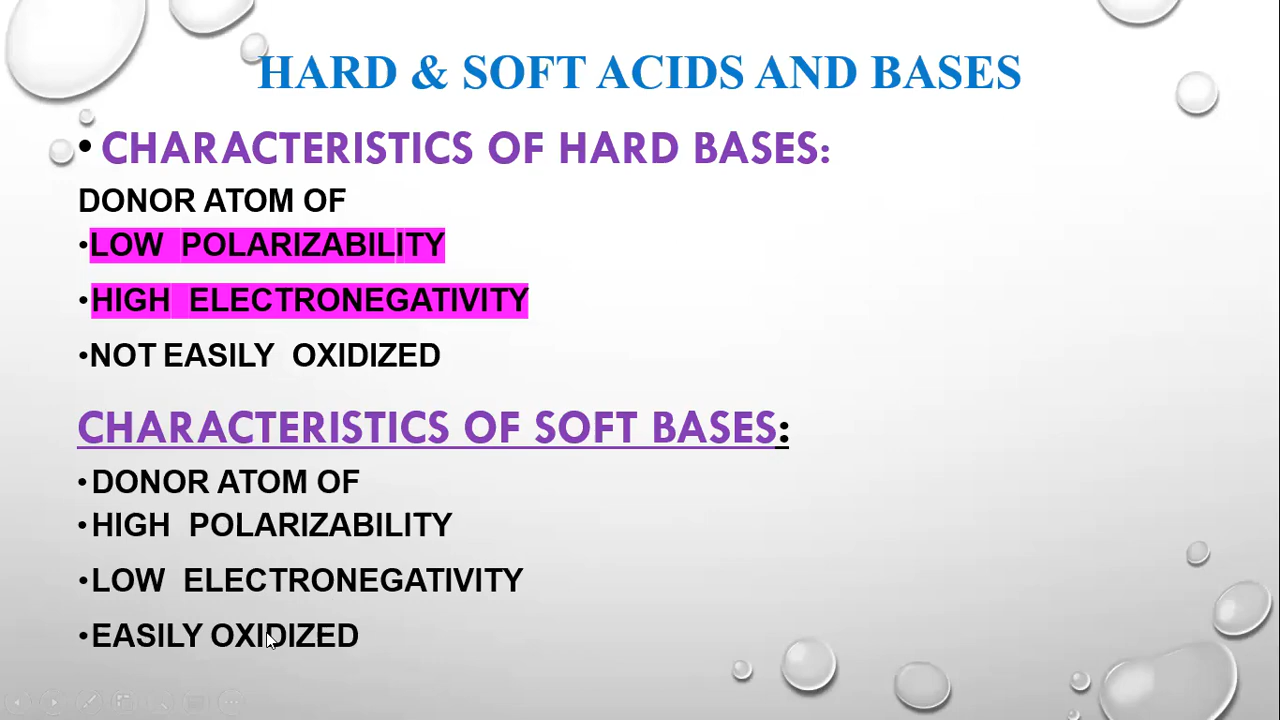 HARD & SOFT ACIDS AND BASES
• CHARACTERISTICS OF HARD BASES:
DONOR ATOM OF
•LOW POLARIZABILITY
•HIGH ELECTRONEGATIVITY
•NOT EASILY OXIDIZED
CHARACTERISTICS OF SOFT BASES:
•DONOR ATOM OF
•HIGH POLARIZABILITY
•LOW ELECTRONEGATIVITY
•EASILY OXIDIZED